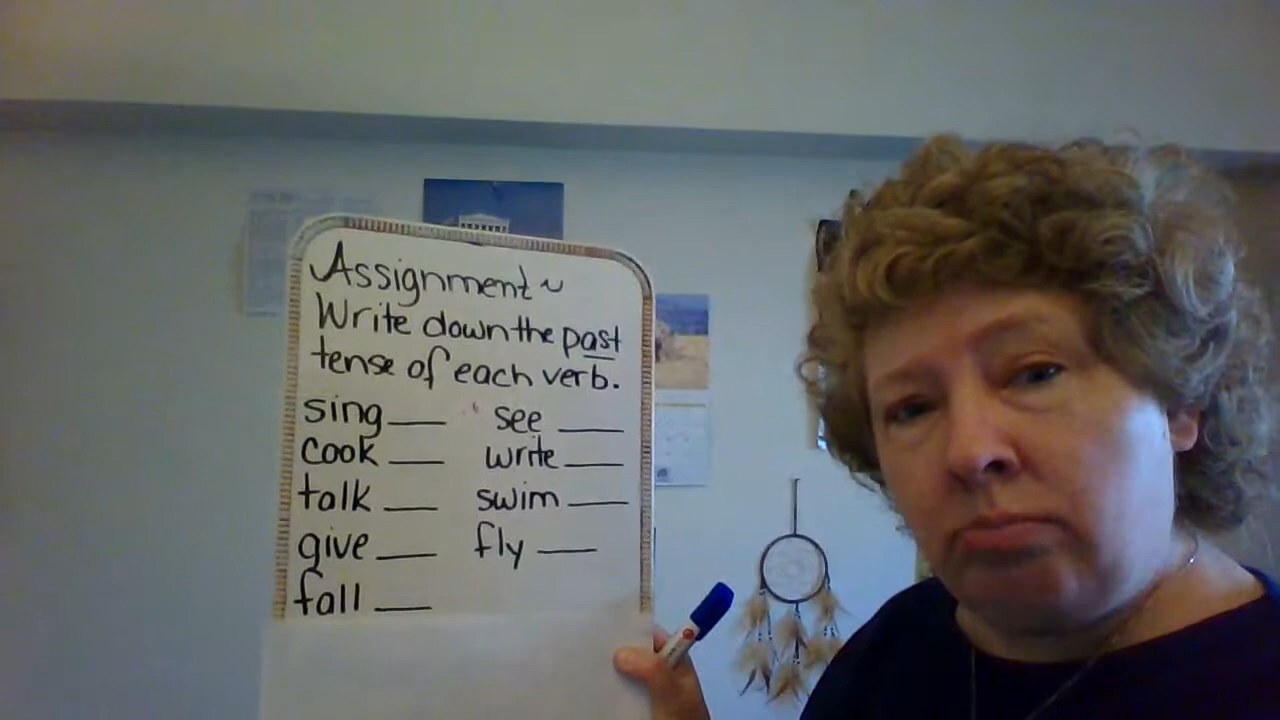 Assignment ~
Write down the past
tense of each verb.
sing ___ see ___
cook ___ write ___
talk ___ swim ___
give ___ fly ___
fall ___